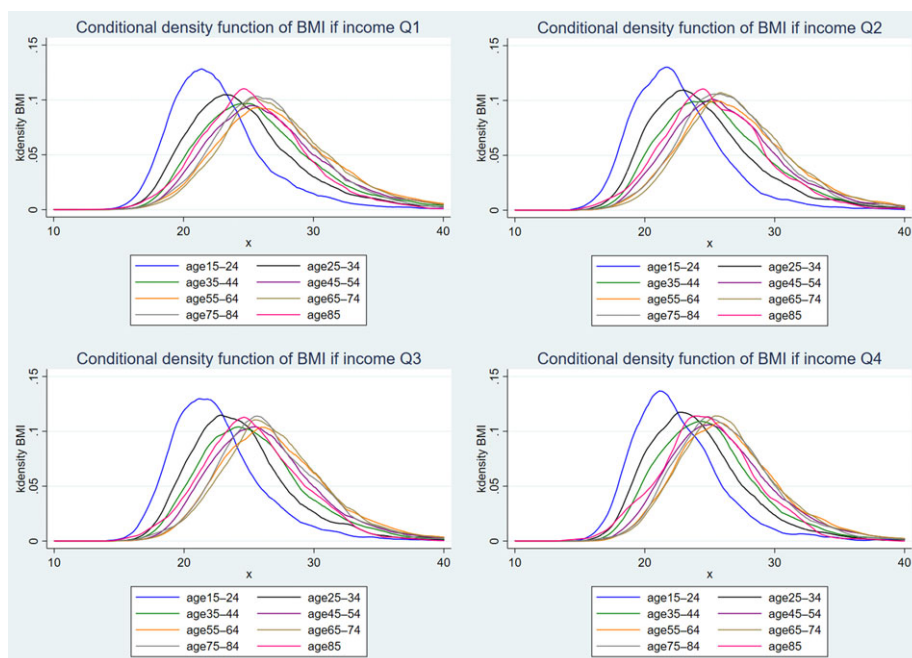 Conditional density function of BMI if income Q1
.15
.1
.05
0
kdensity BMI
10 20 30 40
x
age15–24 age25–34
age35–44 age45–54
age55–64 age65–74
age75–84 age85
Conditional density function of BMI if income Q2
.15
.1
.05
0
kdensity BMI
10 20 30 40
x
age15–24 age25–34
age35–44 age45–54
age55–64 age65–74
age75–84 age85
Conditional density function of BMI if income Q3
.15
.1
.05
0
kdensity BMI
10 20 30 40
x
age15–24 age25–34
age35–44 age45–54
age55–64 age65–74
age75–84 age85
Conditional density function of BMI if income Q4
.15
.1
.05
0
kdensity BMI
10 20 30 40
x
age15–24 age25–34
age35–44 age45–54
age55–64 age65–74
age75–84 age85